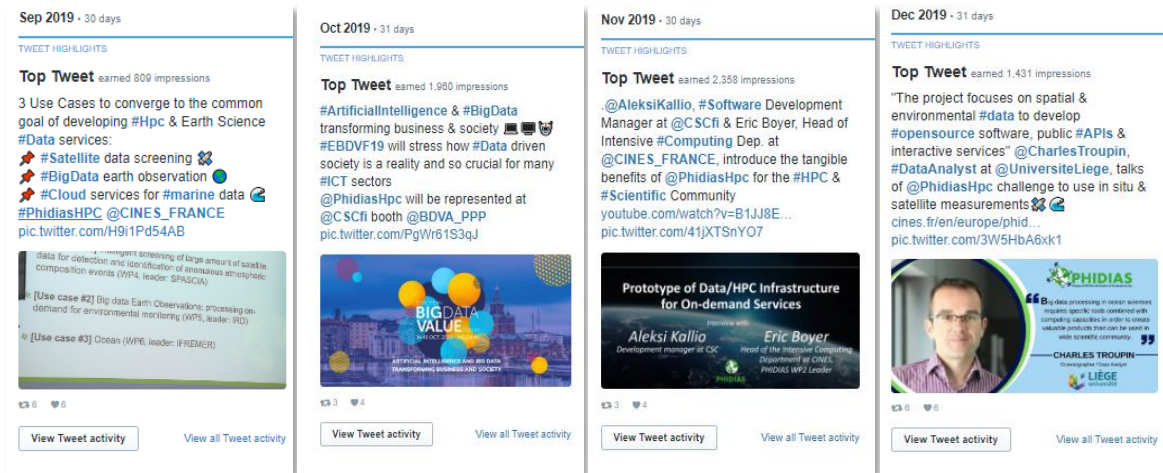 Sep 2019 · 30 days
TWEET HIGHLIGHTS
Top Tweet earned 809 impressions
3 Use Cases to converge to the common
goal of developing #Hpc & Earth Science
#Data services:
📌 #Satellite data screening 🛰
📌 #BigData earth observation 🌍
📌 #Cloud services for #marine data 🌊
#PhidiasHPC @CINES_FRANCE
pic.twitter.com/H9i1Pd54AB
screening of large amount of satellite
data for detection and identification of anomalous atmospheric
composition events (WP4, leader: SPASCIA)
[Use case #2] Big data Earth Observations: processing on-
demand for environmental monitoring (WP5, leader: IRD)
[Use case #3] Ocean (WP6, leader: IFREMER)
6 6
View Tweet activity
View all Tweet activity
Oct 2019 · 31 days
TWEET HIGHLIGHTS
Top Tweet earned 1,960 impressions
#ArtificialIntelligence & #BigData
transforming business & society 💻🖥🐺
#EBDVF19 will stress how #Data driven
society is a reality and so crucial for many
#ICT sectors
@PhidiasHpc will be represented at
@CSCfi booth @BDVA_PPP
pic.twitter.com/PgWr61S3qJ
BIGDATA
VALUE
ARTIFICIAL INTELLIGENCE AND BIG DATA
TRANSFORMING BUSINESS AND SOCIETY
3 4
View Tweet activity
View all Tweet activity
Nov 2019 · 30 days
TWEET HIGHLIGHTS
Top Tweet earned 2,358 impressions
.@AleksiKallio, #Software Development
Manager at @CSCfi & Eric Boyer, Head of
Intensive #Computing Dep. at
@CINES_FRANCE, introduce the tangible
benefits of @PhidiasHpc for the #HPC &
#Scientific Community
youtube.com/watch?v=B1JJ8E…
pic.twitter.com/41jXTSnYO7
Prototype of Data/HPC Infrastructure
for On-demand Services
Interview with
Aleksi Kallio
Development manager at CSC
Eric Boyer
Head of the Intensive Computing
Department at CINES,
PHIDIAS WP2 Leader
PHIDIAS
3 4
View Tweet activity
View all Tweet activity
Dec 2019 · 31 days
TWEET HIGHLIGHTS
Top Tweet earned 1,431 impressions
"The project focuses on spatial &
environmental #data to develop
#opensource software, public #APIs &
interactive services" @CharlesTroupin,
#DataAnalyst at @UniversiteLiege, talks
of @PhidiasHpc challenge to use in situ &
satellite measurements🛰 🌊
cines.fr/en/europe/phid…
pic.twitter.com/3W5HbA6xk1
PHIDIAS
Big data processing in ocean sciences
requires specific tools combined with
computing capacities in order to create
valuable products than can be used in
wide scientific community.
CHARLES TROUPIN
Oceanographer / Data Analyst
LIÈGE
université
6 6
View Tweet activity
View all Tweet activity